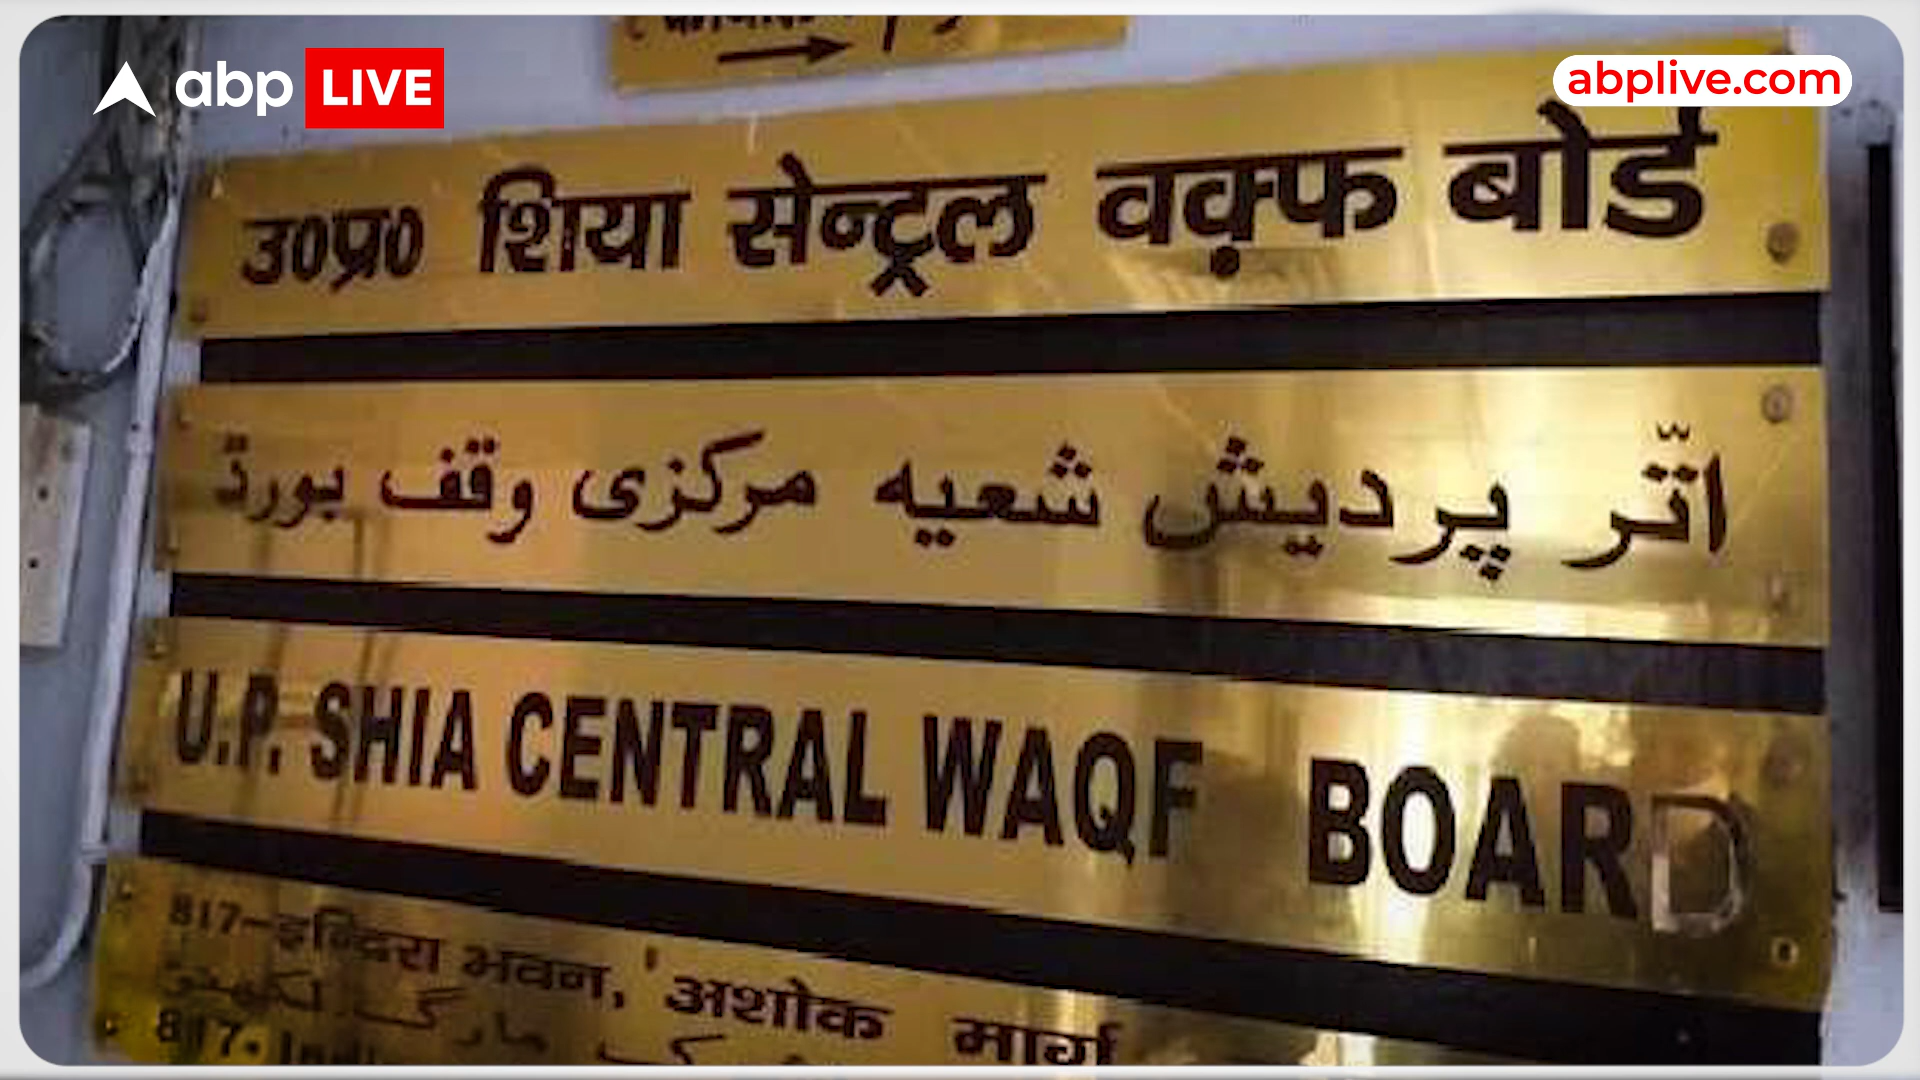 abp LIVE
abplive.com
उ०प्र० शिया सेन्ट्रल वक़्फ बोर्ड
اتّر پردیش شعیہ مرکزی وقف بورڈ
U.P. SHIA CENTRAL WAQF BOARD
817-इन्दिरा भवन, अशोक मार्ग
817-